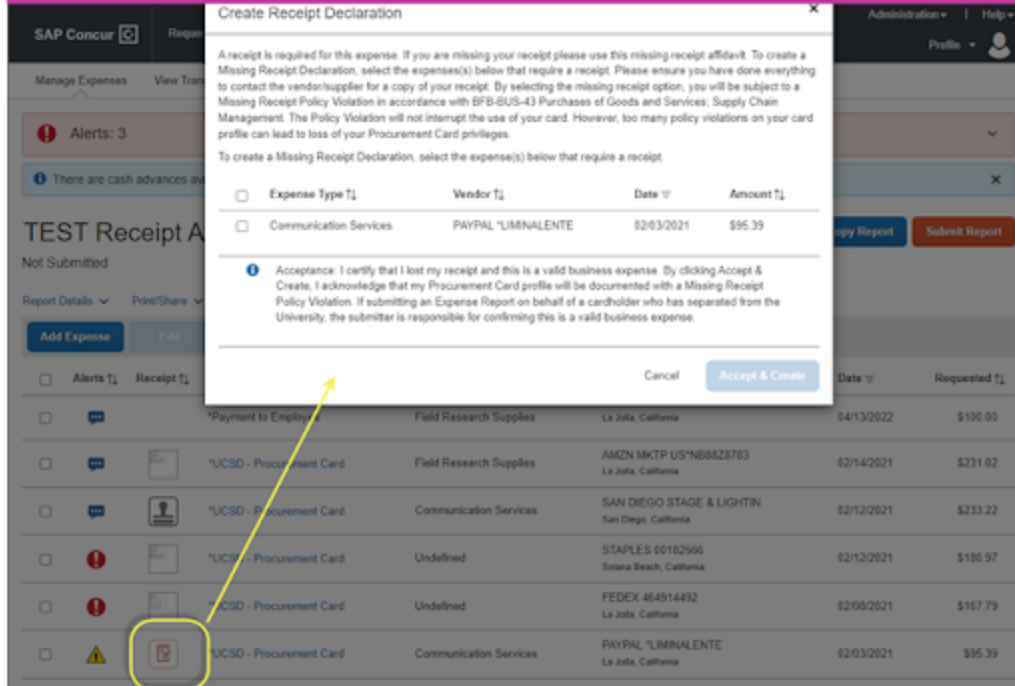 Create Receipt Declaration
×
Administration
Help
SAP Concur
Reque
Profile
A receipt is required for this expense. If you are missing your receipt please use this missing receipt affidavit. To create a
Missing Receipt Declaration, select the expenses(s) below that require a receipt. Please ensure you have done everything
to contact the vendor/supplier for a copy of your receipt. By selecting the missing receipt option, you will be subject to a
Missing Receipt Policy Violation in accordance with BFB-BUS-43 Purchases of Goods and Services; Supply Chain
Management. The Policy Violation will not interrupt the use of your card. However, too many policy violations on your card
profile can lead to loss of your Procurement Card privileges.
To create a Missing Receipt Declaration, select the expense(s) below that require a receipt.
Manage Expenses View Tran
Alerts: 3
There are cash advances av
×
Expense Type Vendor Date Amount
Communication Services PAYPAL *LIMINALENTE 02/03/2021 $95.39
TEST Receipt A
opy Report Submit Report
Not Submitted
Acceptance: I certify that I lost my receipt and this is a valid business expense. By clicking Accept &
Create, I acknowledge that my Procurement Card profile will be documented with a Missing Receipt
Policy Violation. If submitting an Expense Report on behalf of a cardholder who has separated from the
University, the submitter is responsible for confirming this is a valid business expense.
Report Details Print/Share
Add Expense Edit
Cancel Accept & Create
Alerts Receipt Date Requested
*Payment to Employee Field Research Supplies La Jolla, California 04/13/2022 $100.00
*UCSD - Procurement Card Field Research Supplies AMZN MKTP US*NB88Z8783 02/14/2021 $231.02
La Jolla, California
*UCSD - Procurement Card Communication Services SAN DIEGO STAGE & LIGHTIN 02/12/2021 $233.22
San Diego, California
*UCSD - Procurement Card Undefined STAPLES 00102566 02/12/2021 $180.97
Solana Beach, California
*UCSD - Procurement Card Undefined FEDEX 464914492 02/08/2021 $167.79
La Jolla, California
*UCSD - Procurement Card Communication Services PAYPAL *LIMINALENTE 02/03/2021 $95.39
La Jolla, California